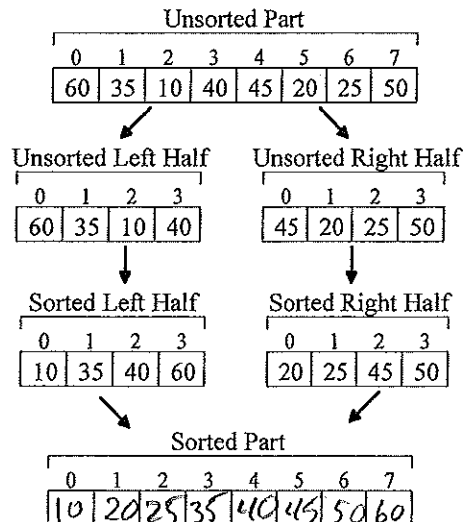 Unsorted Part
0 1 2 3 4 5 6 7
60 35 10 40 45 20 25 50
Unsorted Left Half Unsorted Right Half
0 1 2 3 0 1 2 3
60 35 10 40 45 20 25 50
Sorted Left Half Sorted Right Half
0 1 2 3 0 1 2 3
10 35 40 60 20 25 45 50
Sorted Part
0 1 2 3 4 5 6 7
10 20 25 35 40 45 50 60